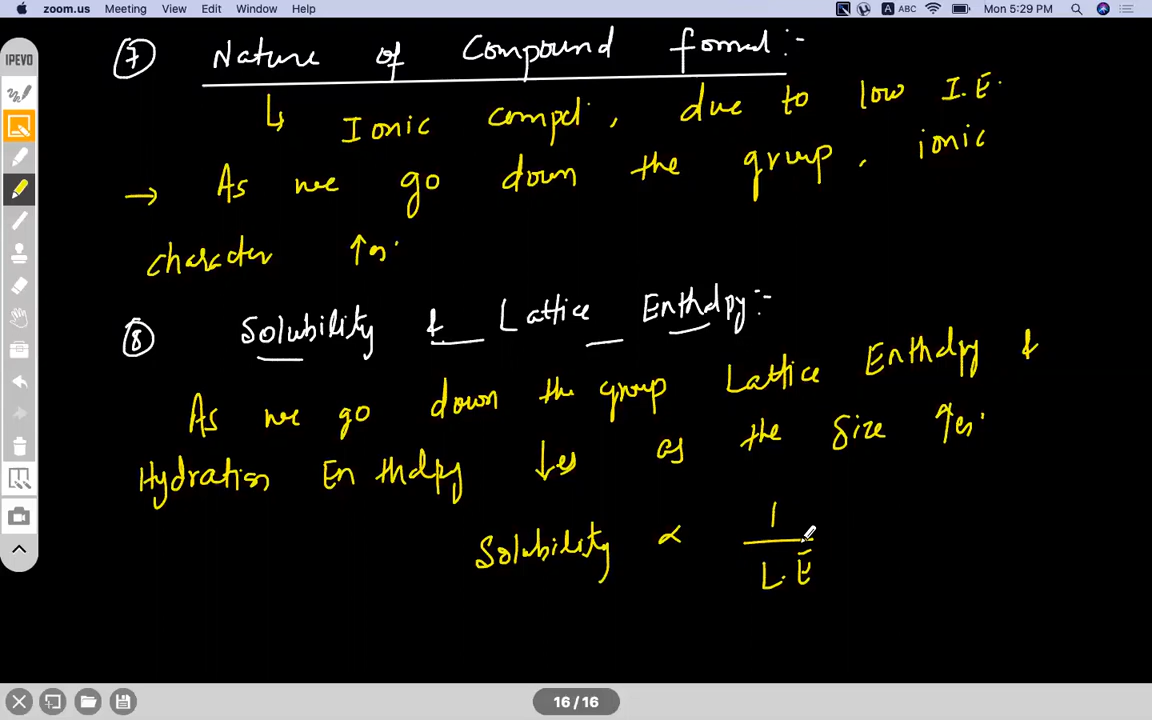 zoom.us Meeting View Edit Window Help A ABC Mon 5:29 PM
IPEVO
⑦ Nature of Compound formed :-
↳ Ionic compd, due to low I.E.
→ As we go down the group, ionic
character ↑es.
⑧ Solubility & Lattice Enthalpy :-
As we go down the group Lattice Enthalpy &
Hydration Enthalpy ↓es as the size ↑es.
Solubility ∝ 1/L.E
16 / 16